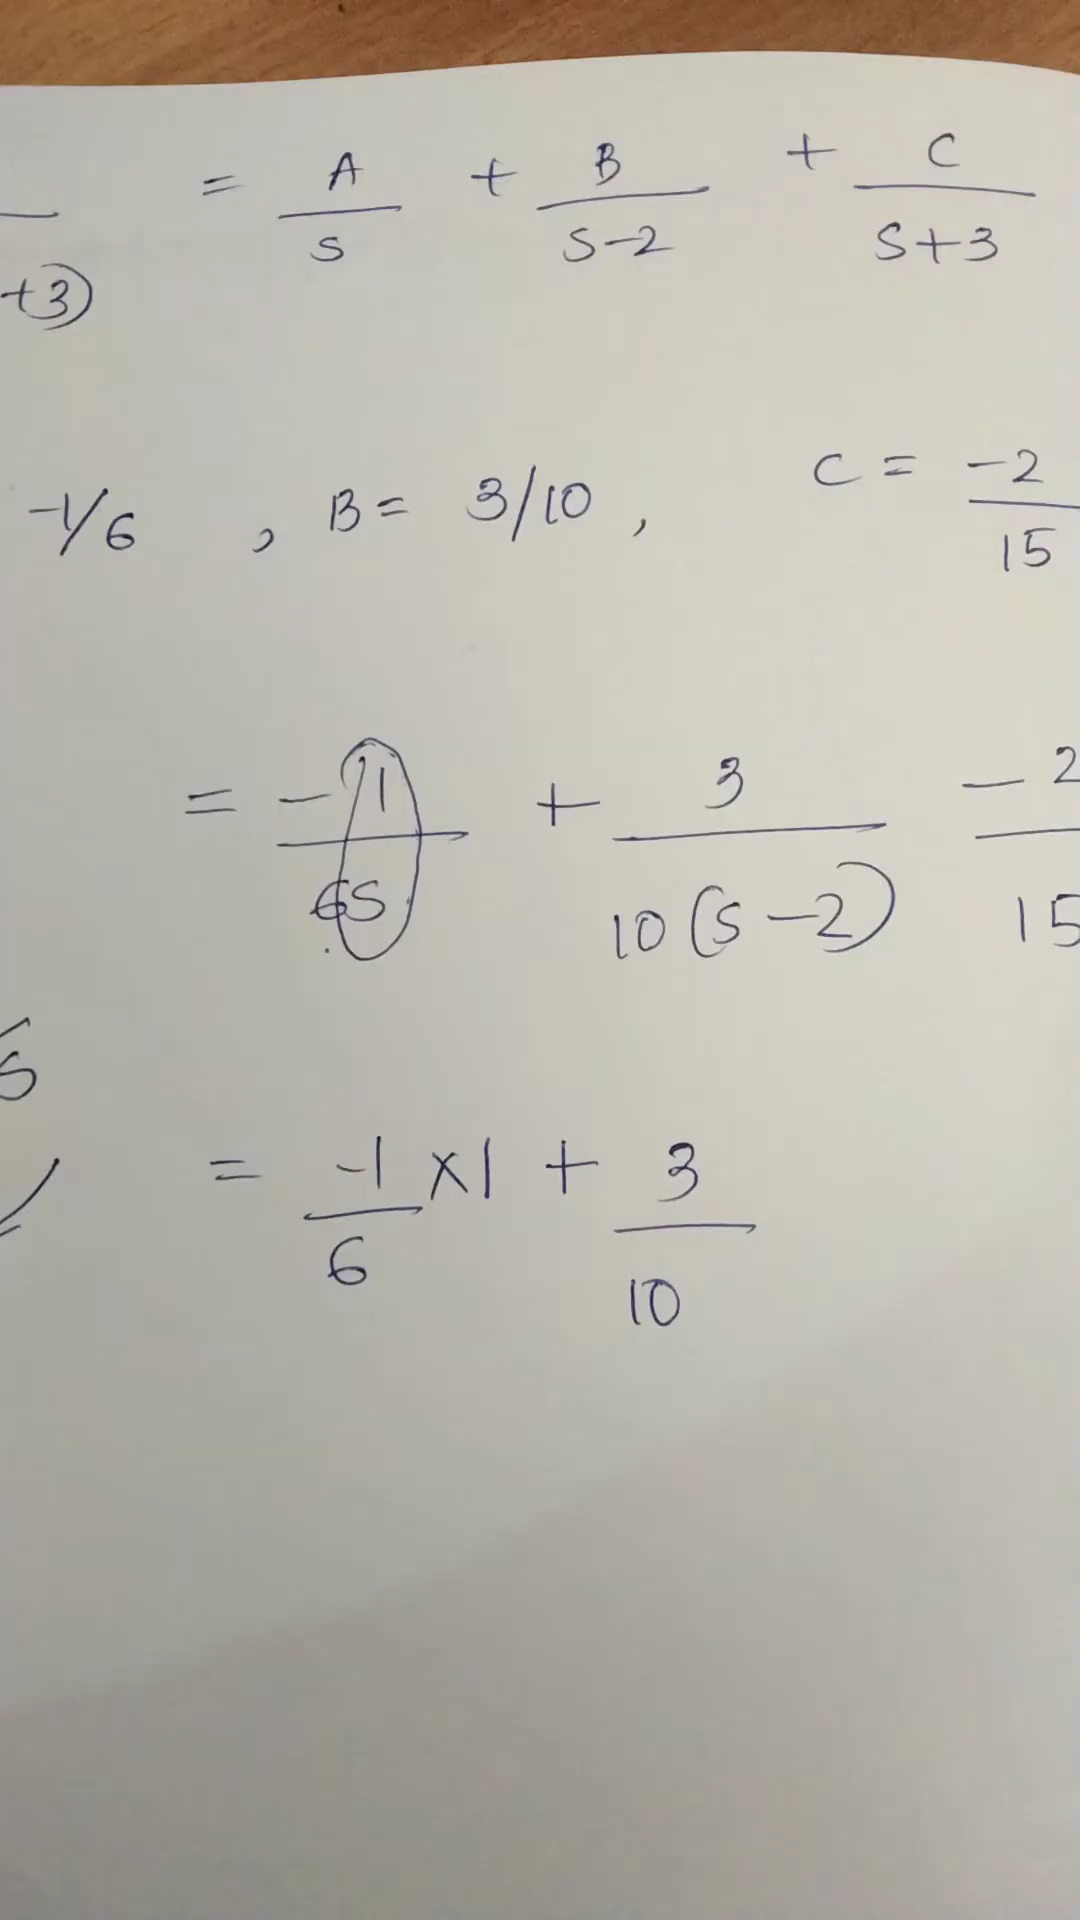 = A/s + B/s-2 + C/s+3
+3)
-1/6 , B = 3/10 , C = -2/15
= -1/6s + 3/10(s-2) -2/15
s
= -1/6 x1 + 3/10